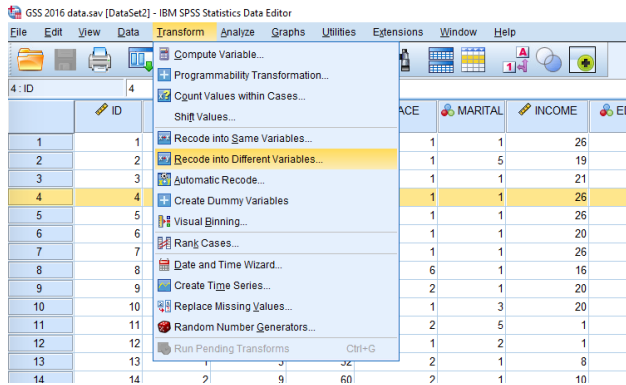 GSS 2016 data.sav [DataSet2] - IBM SPSS Statistics Data Editor
File Edit View Data Transform Analyze Graphs Utilities Extensions Window Help
4 : ID 4
ID ACE MARITAL INCOME E
Compute Variable...
Programmability Transformation...
Count Values within Cases...
Shift Values...
Recode into Same Variables...
Recode into Different Variables...
Automatic Recode...
Create Dummy Variables
Visual Binning...
Rank Cases...
Date and Time Wizard...
Create Time Series...
Replace Missing Values...
Random Number Generators...
Run Pending Transforms Ctrl+G
1 1 1 1 26
2 2 1 5 19
3 3 1 1 21
4 4 1 1 26
5 5 1 1 26
6 6 1 1 20
7 7 1 1 26
8 8 6 1 16
9 9 2 1 20
10 10 1 3 20
11 11 2 5 1
12 12 1 2 1
13 13 2 1 8
14 14 2 9 60 2 1 10